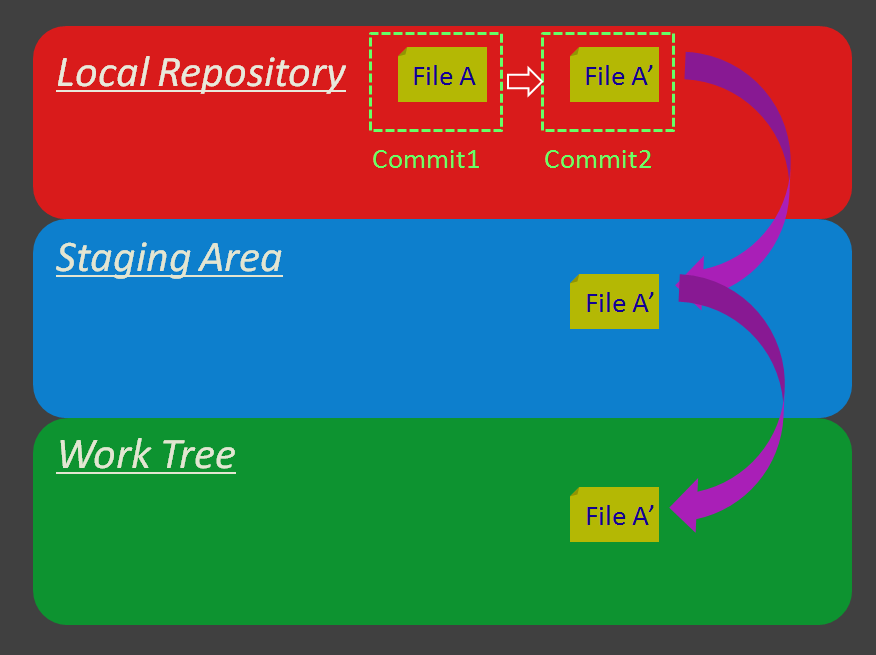 Local Repository
File A
File A’
Commit1
Commit2
Staging Area
File A’
Work Tree
File A’